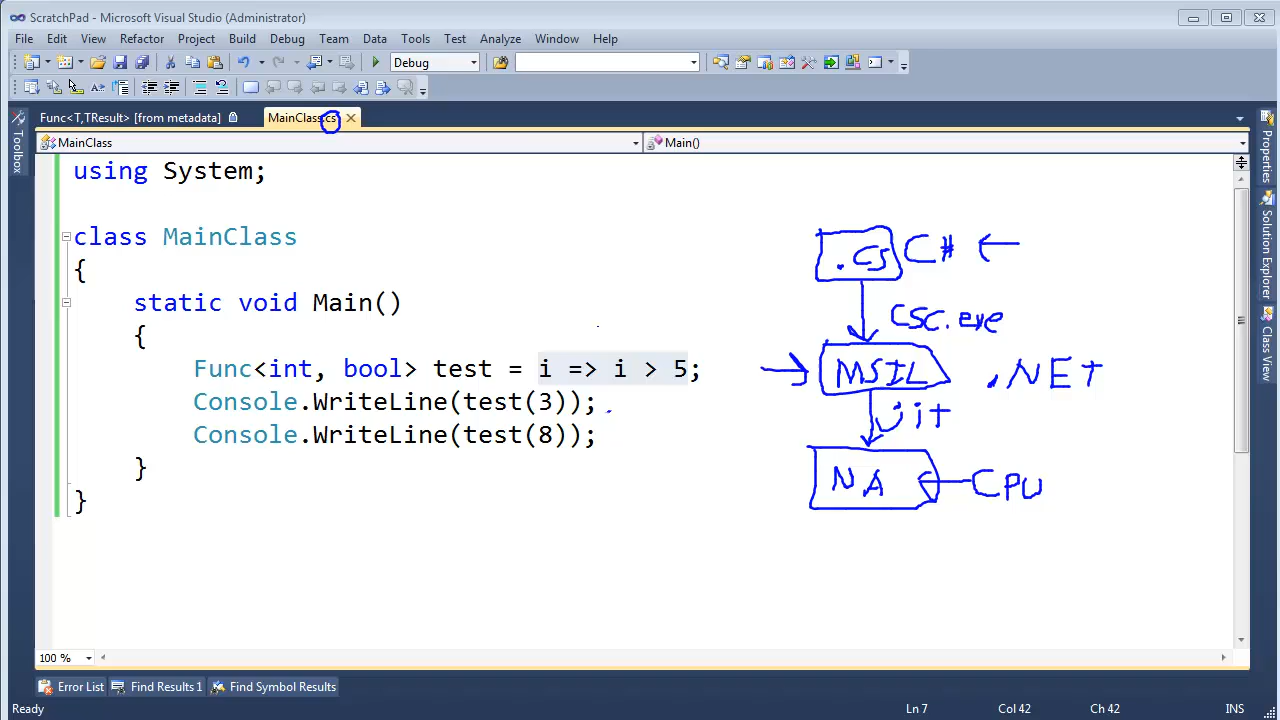 ScratchPad - Microsoft Visual Studio (Administrator)
File Edit View Refactor Project Build Debug Team Data Tools Test Analyze Window Help
Debug
Func<T,TResult> [from metadata] MainClass.cs
MainClass Main()
Toolbox
Properties
Solution Explorer
Class View
using System;
class MainClass
{
static void Main()
{
Func<int, bool> test = i => i > 5;
Console.WriteLine(test(3));
Console.WriteLine(test(8));
}
}
.cs C#
csc.exe
MSIL .NET
jit
NA CPU
100 %
Error List Find Results 1 Find Symbol Results
Ready Ln 7 Col 42 Ch 42 INS